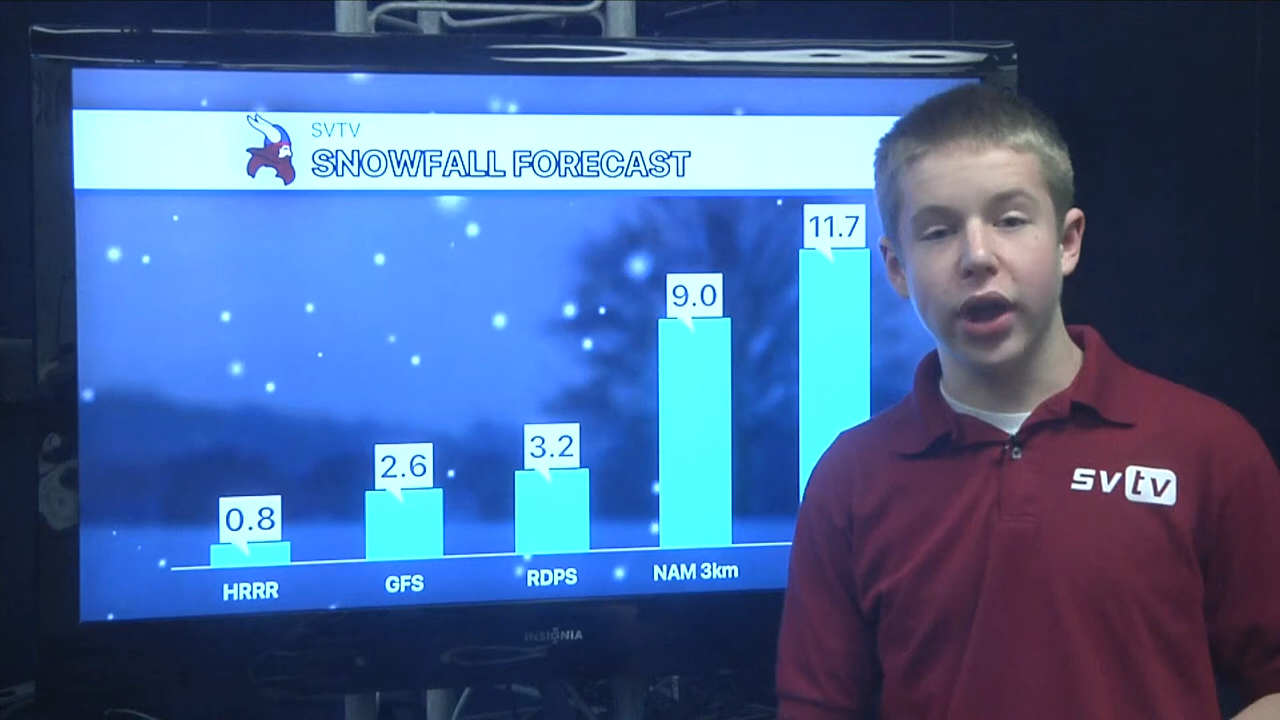 SVTV
SNOWFALL FORECAST
11.7
9.0
3.2
2.6
0.8
HRRR
GFS
RDPS
NAM 3km
INSIGNIA
svtv